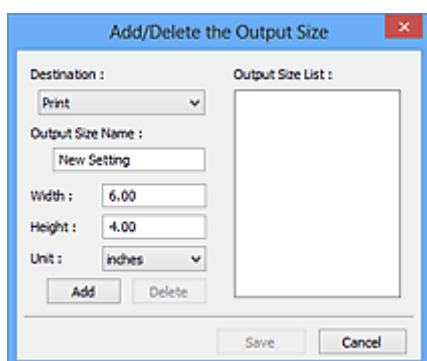 Add/Delete the Output Size
Destination :
Output Size List :
Print
Output Size Name :
New Setting
Width :
6.00
Height :
4.00
Unit :
inches
Add
Delete
Save
Cancel